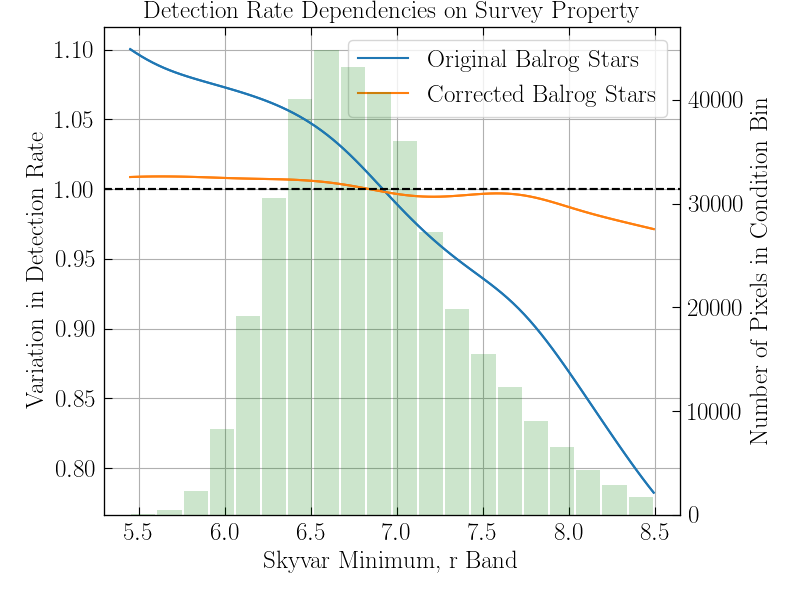 Detection Rate Dependencies on Survey Property
Original Balrog Stars
Corrected Balrog Stars
Variation in Detection Rate
1.10
1.05
1.00
0.95
0.90
0.85
0.80
40000
30000
20000
10000
0
Number of Pixels in Condition Bin
5.5 6.0 6.5 7.0 7.5 8.0 8.5
Skyvar Minimum, r Band